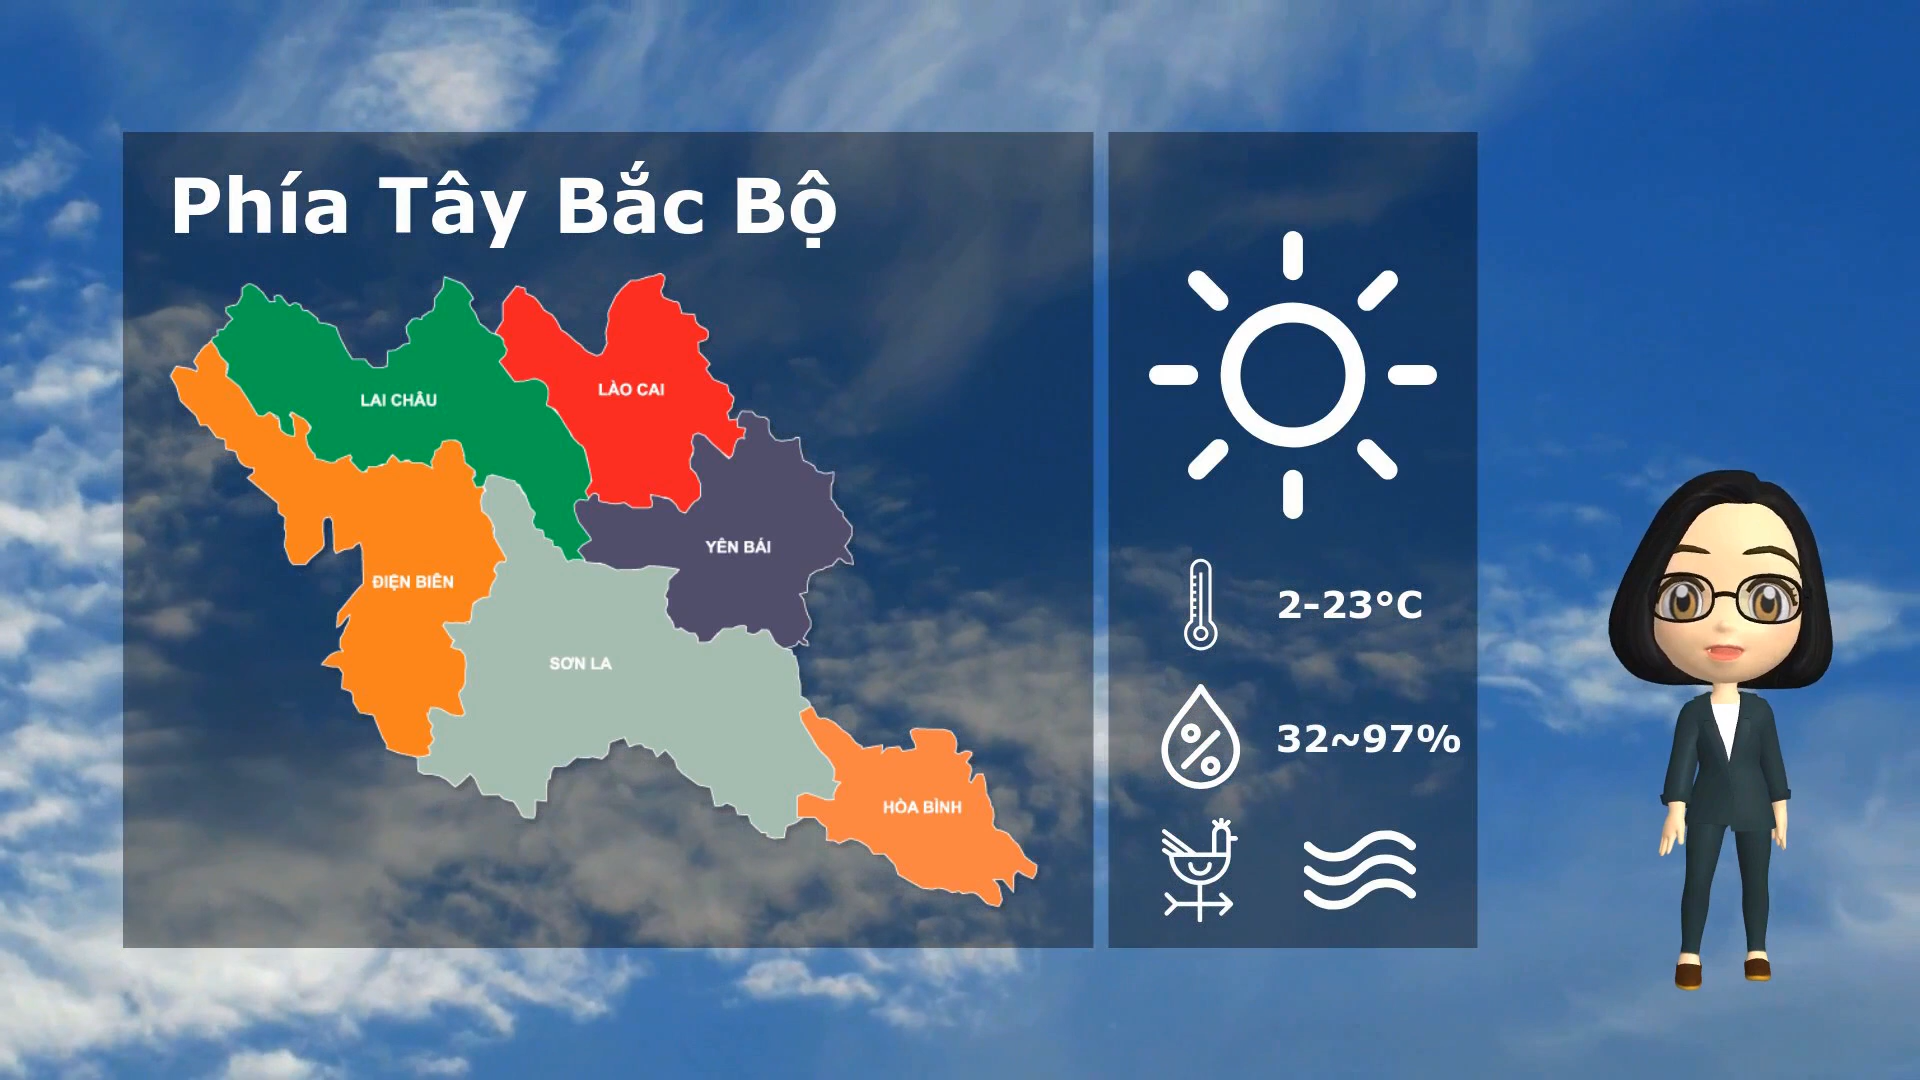 Phía Tây Bắc Bộ
LAI CHÂU
LÀO CAI
YÊN BÁI
ĐIỆN BIÊN
SƠN LA
HÒA BÌNH
2-23°C
32~97%